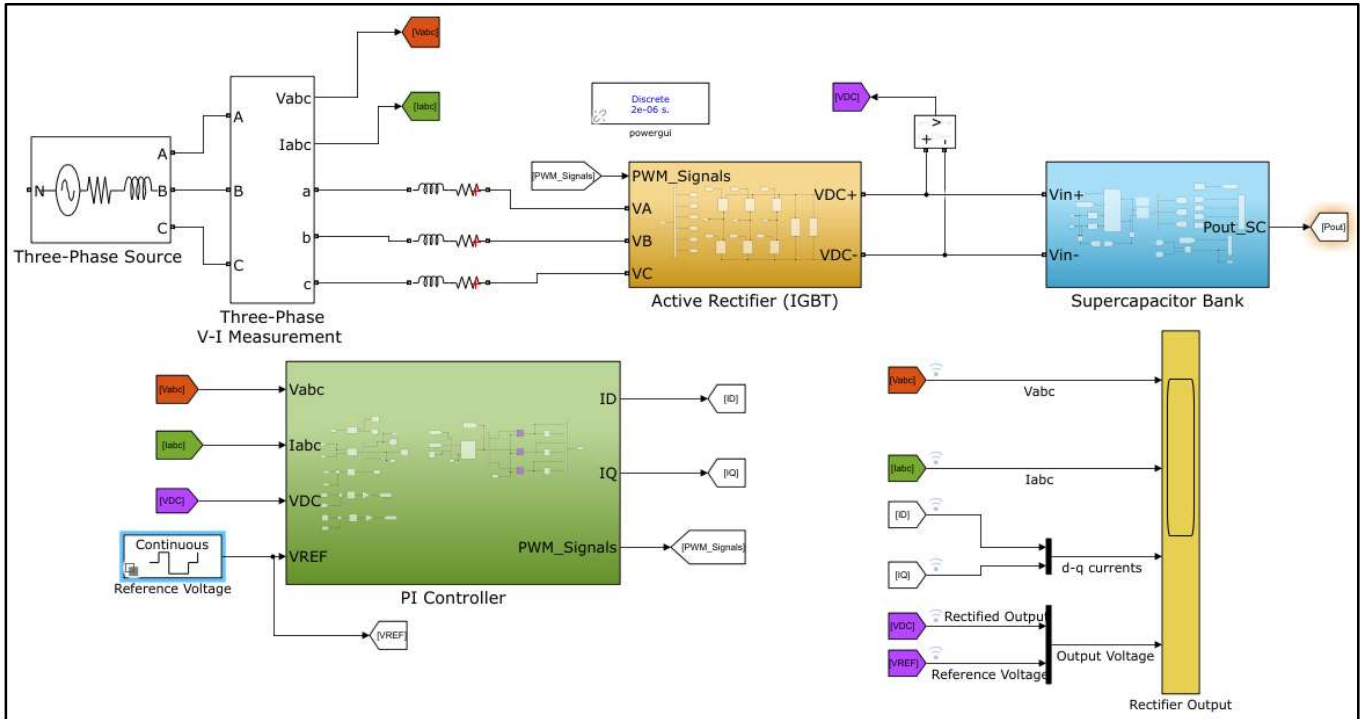 [Vabc]
[Iabc]
Vabc
Iabc
A
B
C
a
b
c
N
A
B
C
Three-Phase Source
Three-Phase
V-I Measurement
Discrete
2e-06 s.
powergui
[PWM_Signals]
PWM_Signals
VA
VB
VC
VDC+
VDC-
Active Rectifier (IGBT)
[VDC]
v
+
-
Vin+
Vin-
Pout_SC
[Pout]
Supercapacitor Bank
[Vabc]
[Iabc]
[VDC]
Continuous
Reference Voltage
Vabc
Iabc
VDC
VREF
ID
IQ
PWM_Signals
PI Controller
[ID]
[IQ]
[PWM_Signals]
[VREF]
[Vabc]
Vabc
[Iabc]
Iabc
[ID]
[IQ]
d-q currents
[VDC]
Rectified Output
[VREF]
Reference Voltage
Output Voltage
Rectifier Output